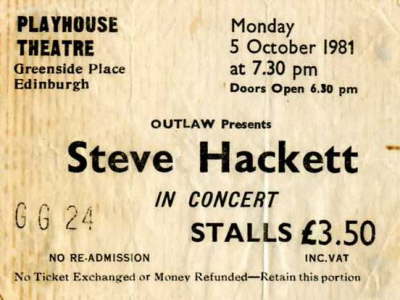 PLAYHOUSE
THEATRE
Greenside Place
Edinburgh
Monday
5 October 1981
at 7.30 pm
Doors Open 6.30 pm
OUTLAW Presents
Steve Hackett
IN CONCERT
GG 24
STALLS £3.50
NO RE-ADMISSION INC.VAT
No Ticket Exchanged or Money Refunded—Retain this portion